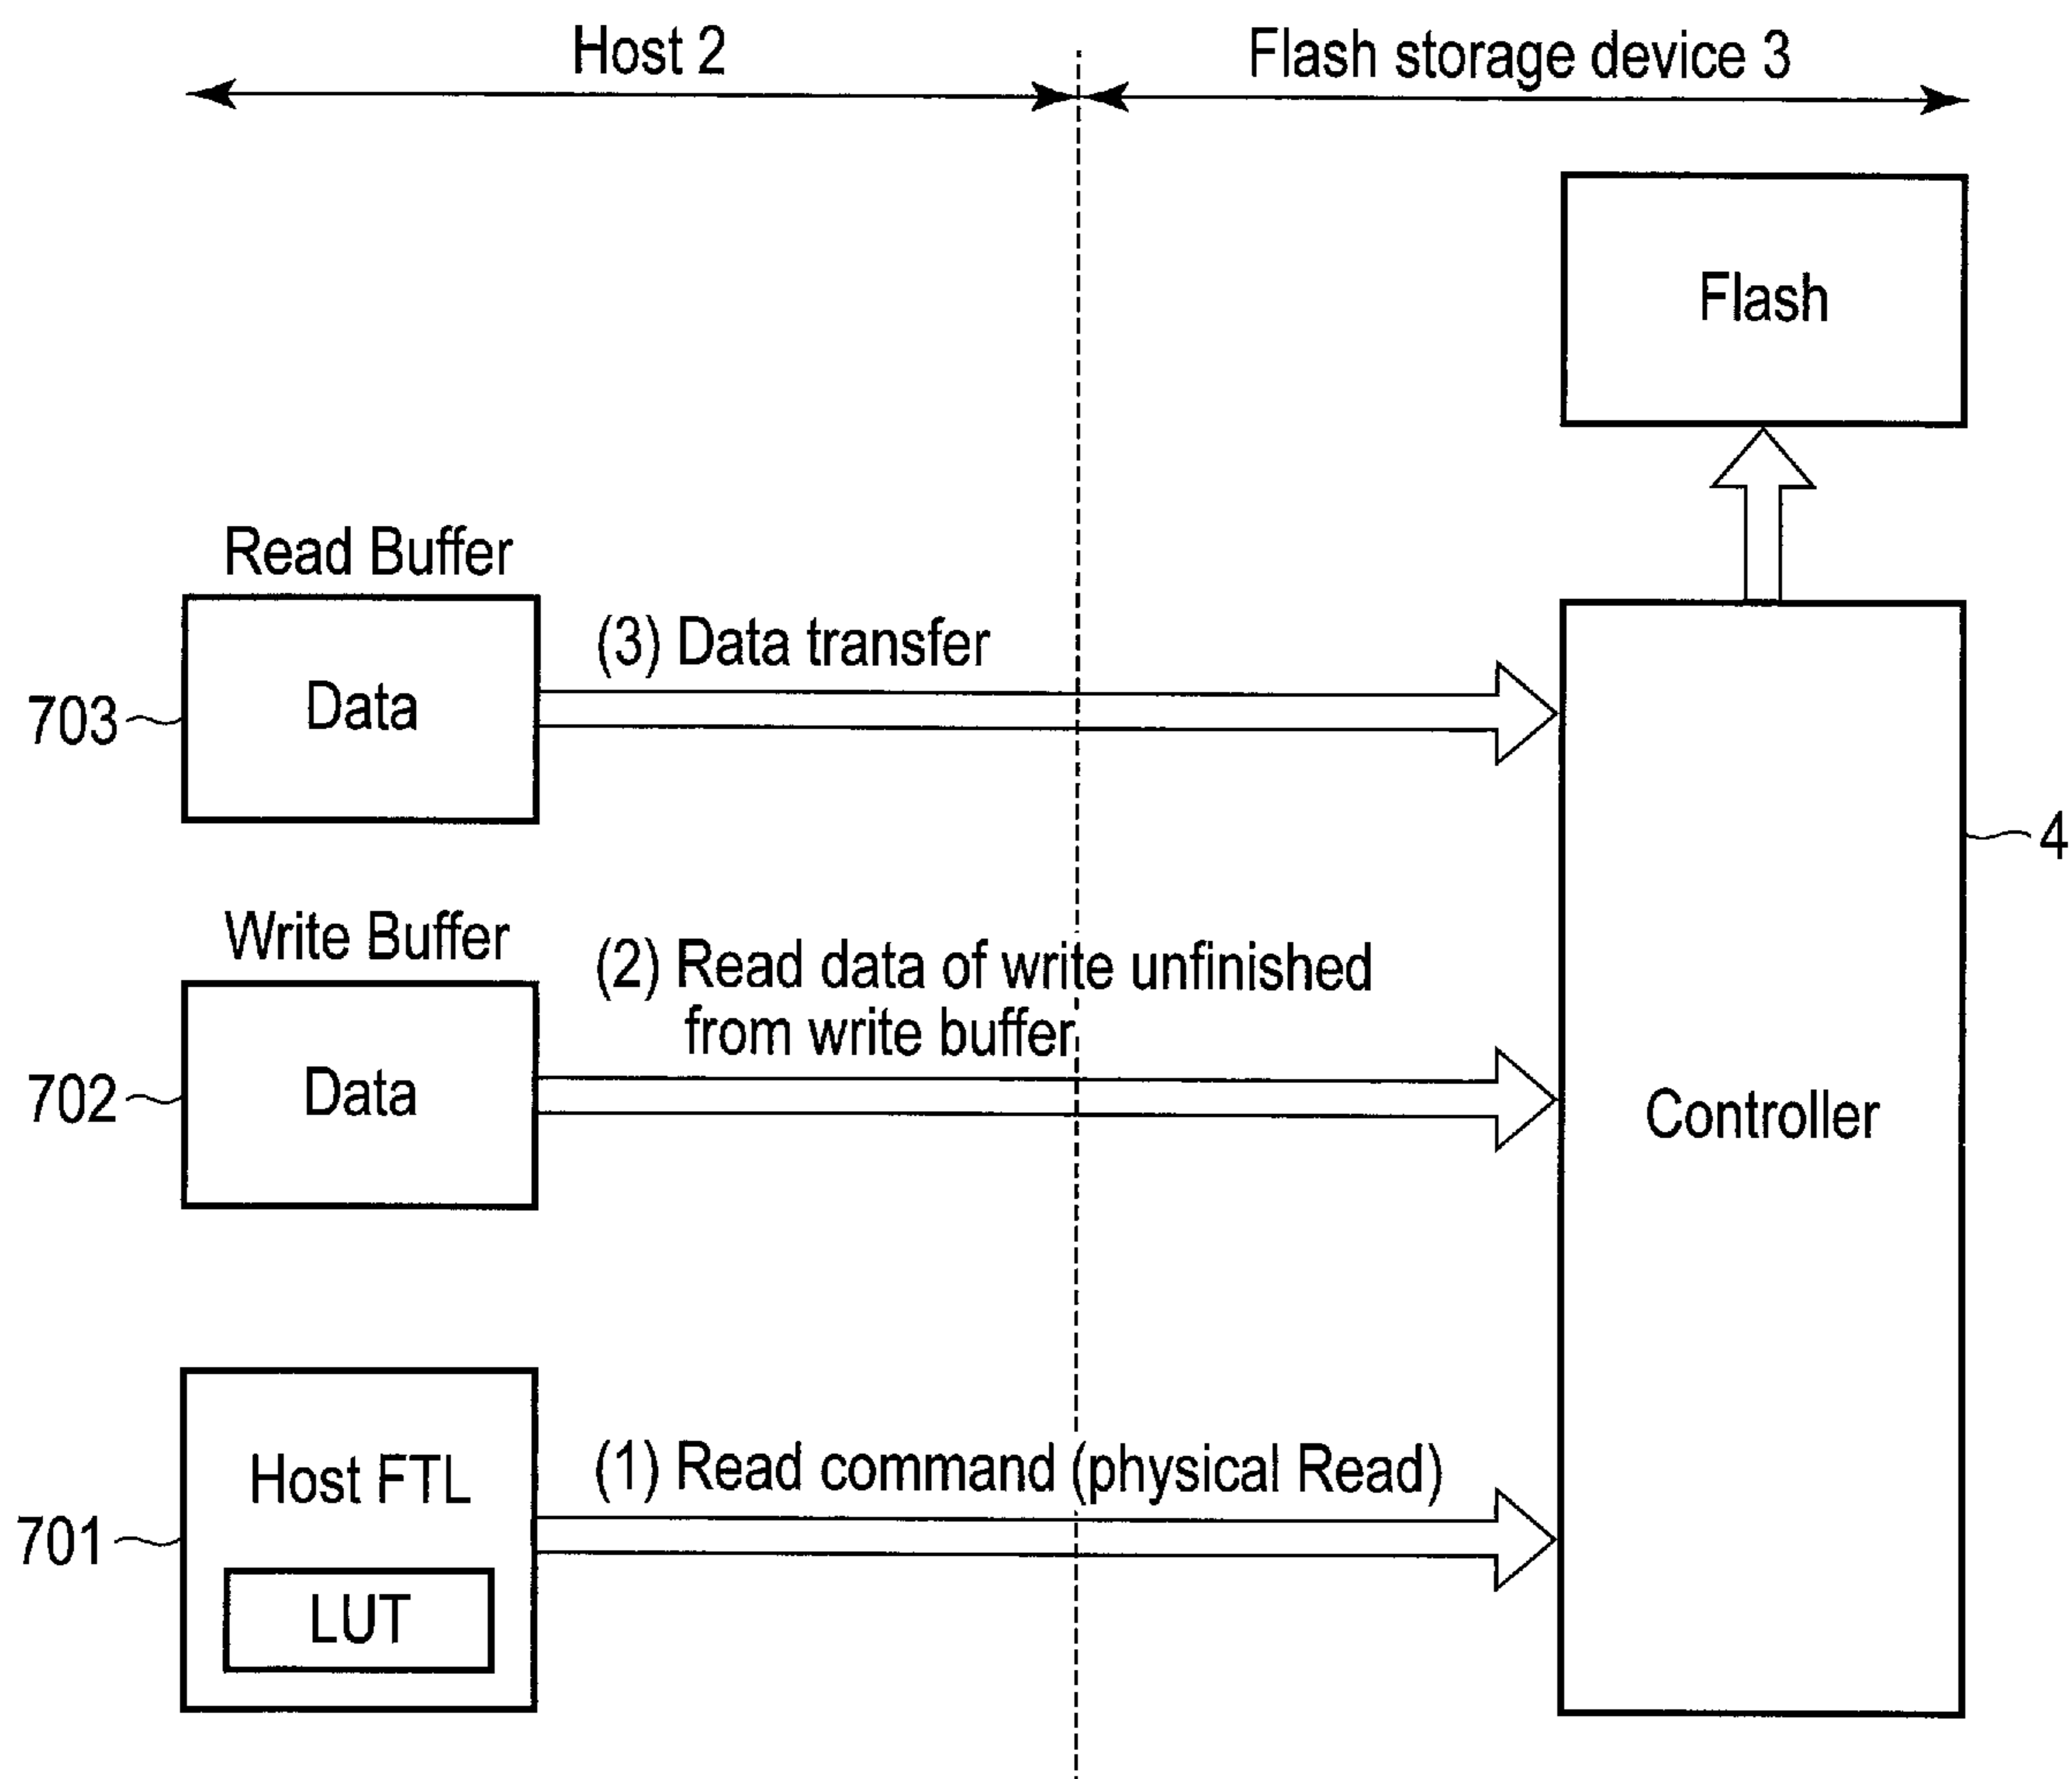 Host 2
Flash storage device 3
Flash
Read Buffer
(3) Data transfer
Data
703
4
Write Buffer
(2) Read data of write unfinished
from write buffer
Data
702
Controller
(1) Read command (physical Read)
Host FTL
701
LUT